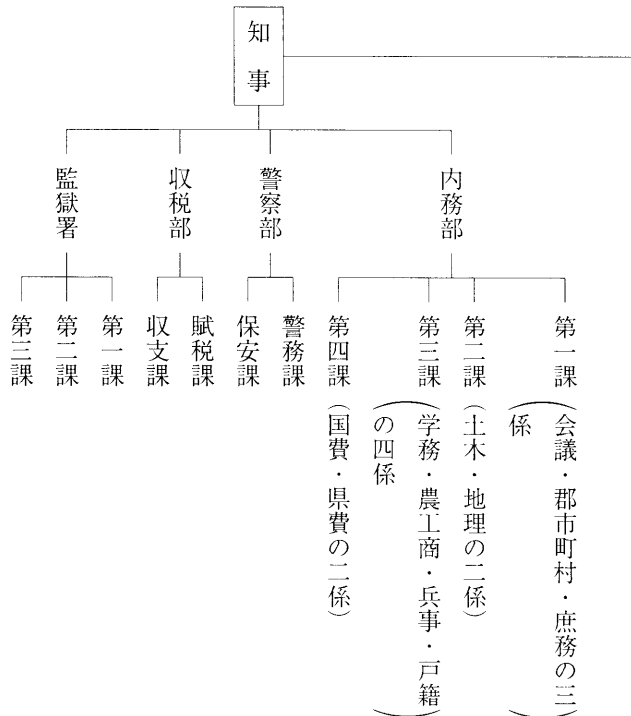 知事
内務部
第一課
(会議・郡市町村・庶務の三
係)
第二課(土木・地理の二係)
第三課
(学務・農工商・兵事・戸籍
の四係)
第四課(国費・県費の二係)
警察部
警務課
保安課
収税部
賦税課
収支課
監獄署
第一課
第二課
第三課